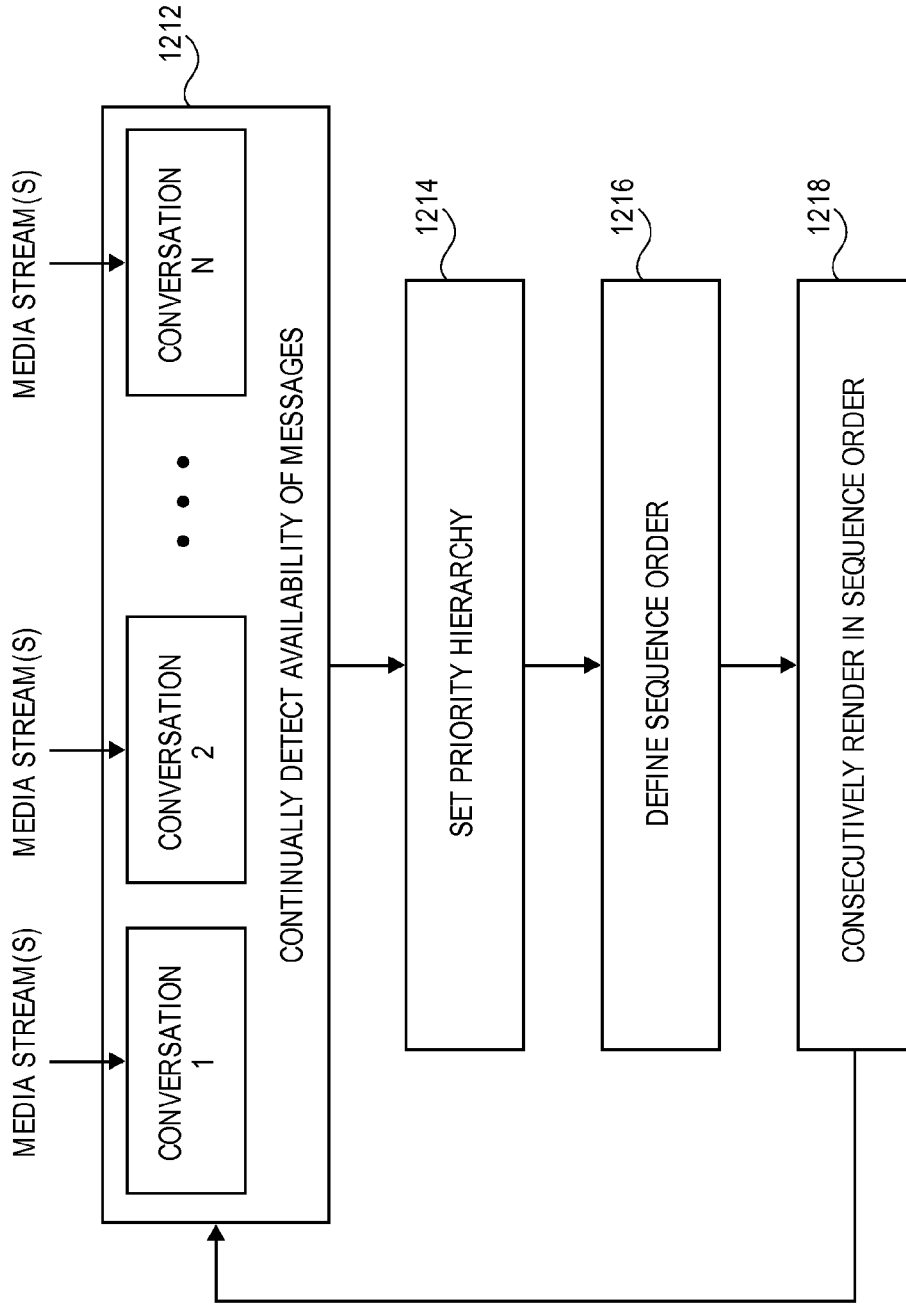 MEDIA STREAM(S)
MEDIA STREAM(S)
MEDIA STREAM(S)
1212
CONVERSATION
1
CONVERSATION
2
• • •
CONVERSATION
N
CONTINUALLY DETECT AVAILABILITY OF MESSAGES
1214
SET PRIORITY HIERARCHY
1216
DEFINE SEQUENCE ORDER
1218
CONSECUTIVELY RENDER IN SEQUENCE ORDER